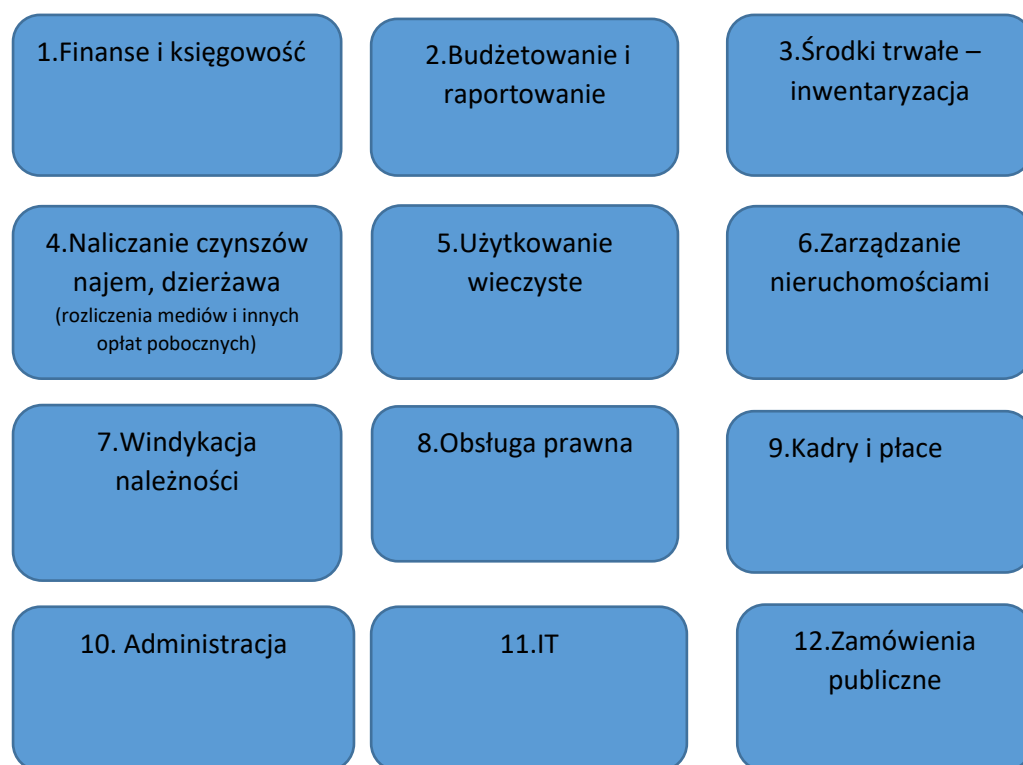 1.Finanse i księgowość
2.Budżetowanie i
raportowanie
3.Środki trwałe –
inwentaryzacja
4.Naliczanie czynszów
najem, dzierżawa
(rozliczenia mediów i innych
opłat pobocznych)
5.Użytkowanie
wieczyste
6.Zarządzanie
nieruchomościami
7.Windykacja
należności
8.Obsługa prawna
9.Kadry i płace
10. Administracja
11.IT
12.Zamówienia
publiczne